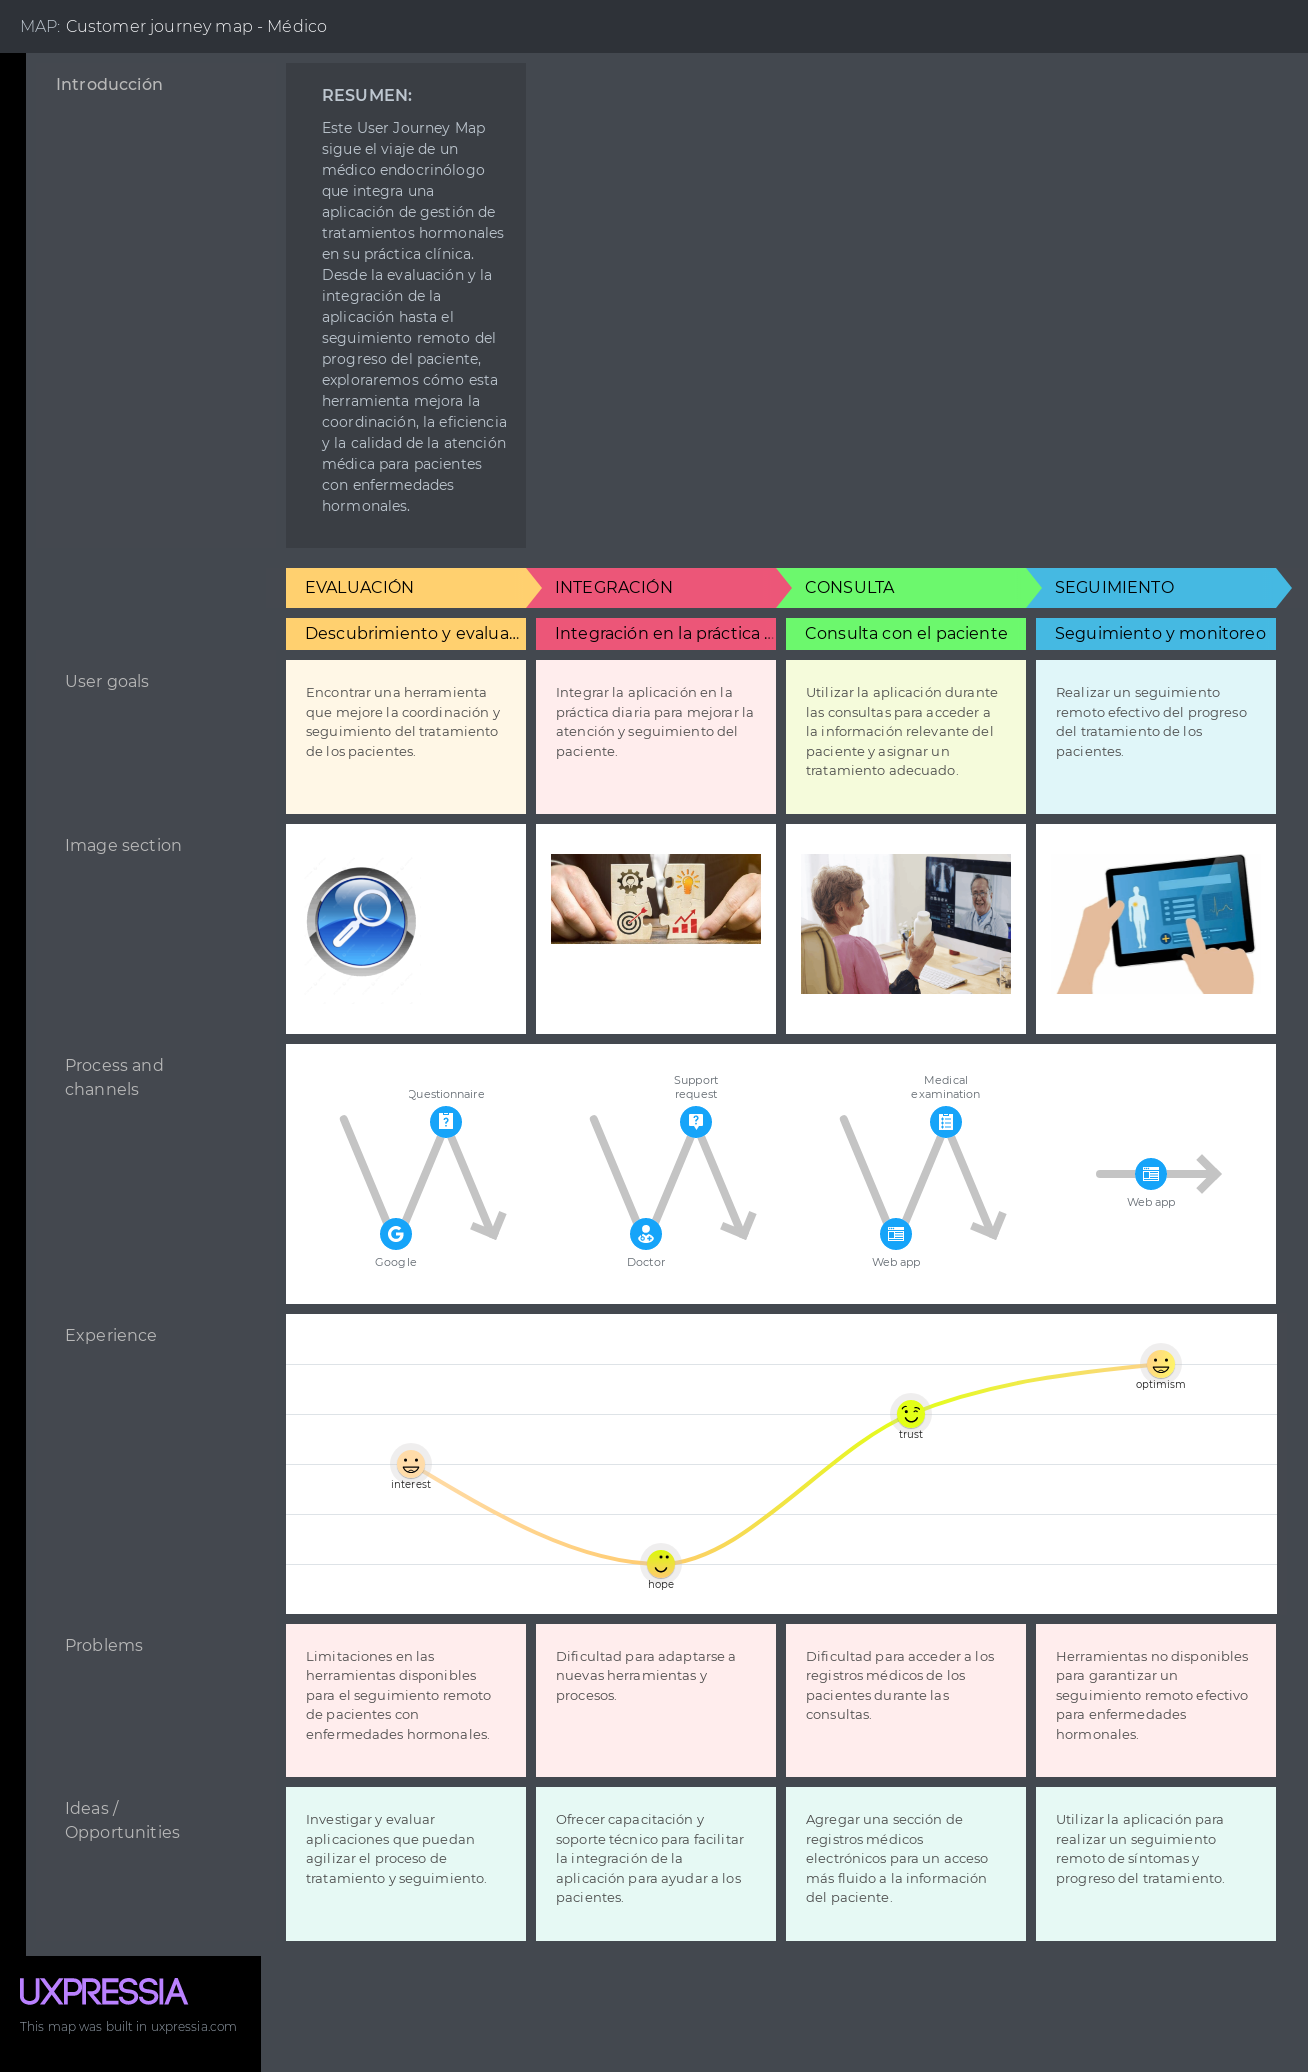 MAP: Customer journey map - Médico
Introducción
RESUMEN:
Este User Journey Map
sigue el viaje de un
médico endocrinólogo
que integra una
aplicación de gestión de
tratamientos hormonales
en su práctica clínica.
Desde la evaluación y la
integración de la
aplicación hasta el
seguimiento remoto del
progreso del paciente,
exploraremos cómo esta
herramienta mejora la
coordinación, la eficiencia
y la calidad de la atención
médica para pacientes
con enfermedades
hormonales.
EVALUACIÓN
INTEGRACIÓN
CONSULTA
SEGUIMIENTO
Descubrimiento y evalua...
Integración en la práctica ...
Consulta con el paciente
Seguimiento y monitoreo
User goals
Encontrar una herramienta
que mejore la coordinación y
seguimiento del tratamiento
de los pacientes.
Integrar la aplicación en la
práctica diaria para mejorar la
atención y seguimiento del
paciente.
Utilizar la aplicación durante
las consultas para acceder a
la información relevante del
paciente y asignar un
tratamiento adecuado.
Realizar un seguimiento
remoto efectivo del progreso
del tratamiento de los
pacientes.
Image section
Process and
channels
Questionnaire
Google
Support
request
Doctor
Medical
examination
Web app
Web app
Experience
interest
hope
trust
optimism
Problems
Limitaciones en las
herramientas disponibles
para el seguimiento remoto
de pacientes con
enfermedades hormonales.
Dificultad para adaptarse a
nuevas herramientas y
procesos.
Dificultad para acceder a los
registros médicos de los
pacientes durante las
consultas.
Herramientas no disponibles
para garantizar un
seguimiento remoto efectivo
para enfermedades
hormonales.
Ideas /
Opportunities
Investigar y evaluar
aplicaciones que puedan
agilizar el proceso de
tratamiento y seguimiento.
Ofrecer capacitación y
soporte técnico para facilitar
la integración de la
aplicación para ayudar a los
pacientes.
Agregar una sección de
registros médicos
electrónicos para un acceso
más fluido a la información
del paciente.
Utilizar la aplicación para
realizar un seguimiento
remoto de síntomas y
progreso del tratamiento.
UXPRESSIA
This map was built in uxpressia.com